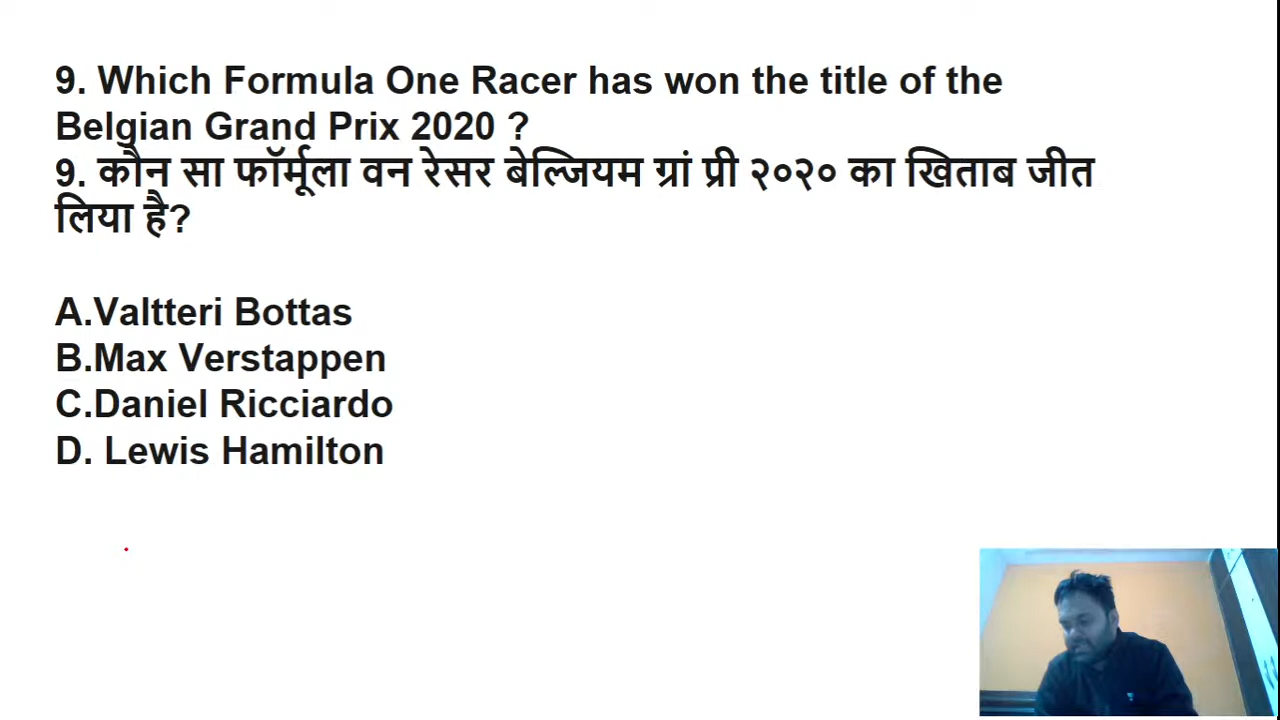 9. Which Formula One Racer has won the title of the
Belgian Grand Prix 2020 ?
9. कौन सा फॉर्मूला वन रेसर बेल्जियम ग्रां प्री २०२० का खिताब जीत
लिया है?
A.Valtteri Bottas
B.Max Verstappen
C.Daniel Ricciardo
D. Lewis Hamilton